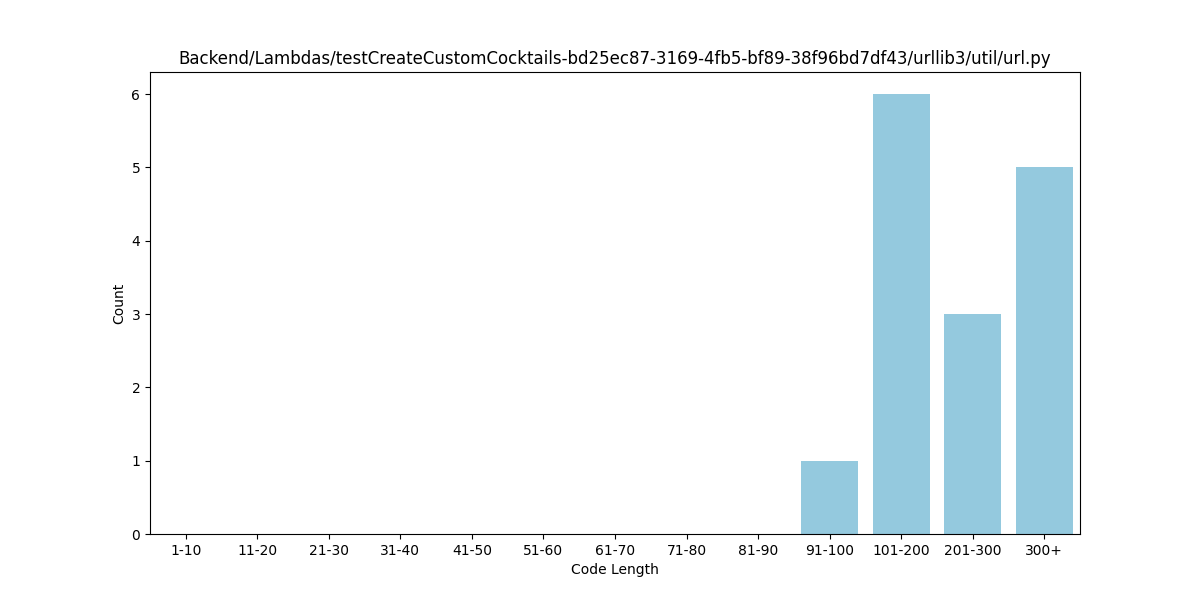 Backend/Lambdas/testCreateCustomCocktails-bd25ec87-3169-4fb5-bf89-38f96bd7df43/urllib3/util/url.py
6
5
4
3
2
1
0
Count
1-10 11-20 21-30 31-40 41-50 51-60 61-70 71-80 81-90 91-100 101-200 201-300 300+
Code Length